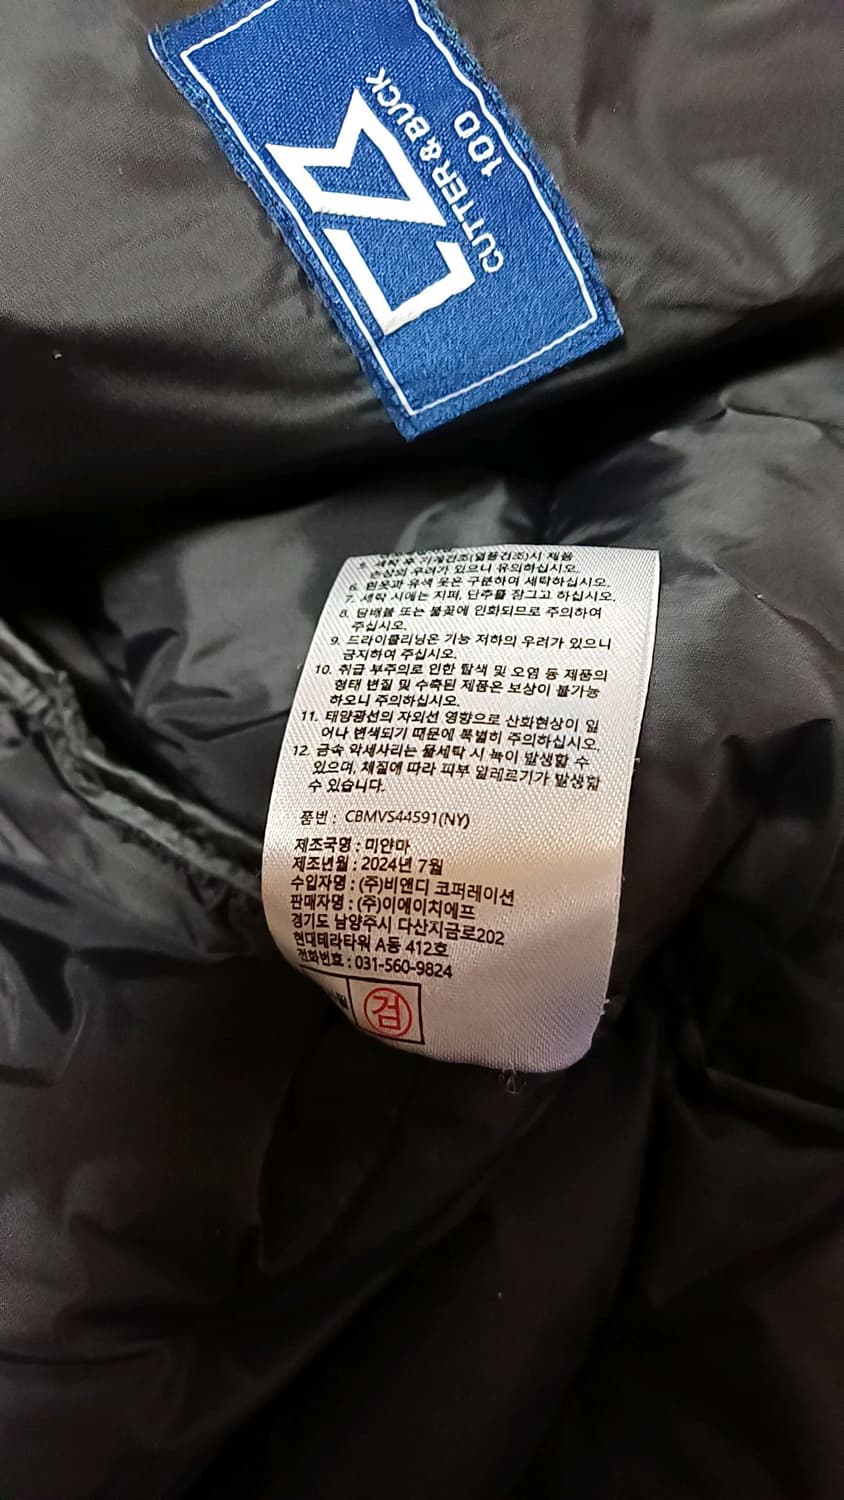 CUTTER & BUCK
100
5. 세탁 후 기계건조(열풍건조)시 제품
손상의 우려가 있으니 유의하십시오.
6. 흰옷과 유색 옷은 구분하여 세탁하십시오.
7. 세탁 시에는 지퍼, 단추를 잠그고 하십시오.
8. 담배불 또는 불꽃에 인화되므로 주의하여
주십시오.
9. 드라이클리닝은 기능 저하의 우려가 있으니
금지하여 주십시오.
10. 취급 부주의로 인한 탈색 및 오염 등 제품의
형태 변질 및 수축된 제품은 보상이 불가능
하오니 주의하십시오.
11. 태양광선의 자외선 영향으로 산화현상이 일
어나 변색되기 때문에 특별히 주의하십시오.
12. 금속 악세사리는 물세탁 시 녹이 발생할 수
있으며, 체질에 따라 피부 알레르기가 발생할
수 있습니다.
품번 : CBMVS44591(NY)
제조국명 : 미얀마
제조년월 : 2024년 7월
수입자명 : (주)비앤디 코퍼레이션
판매자명 : (주)이에이치에프
경기도 남양주시 다산지금로202
현대테라타워 A동 412호
전화번호 : 031-560-9824
검